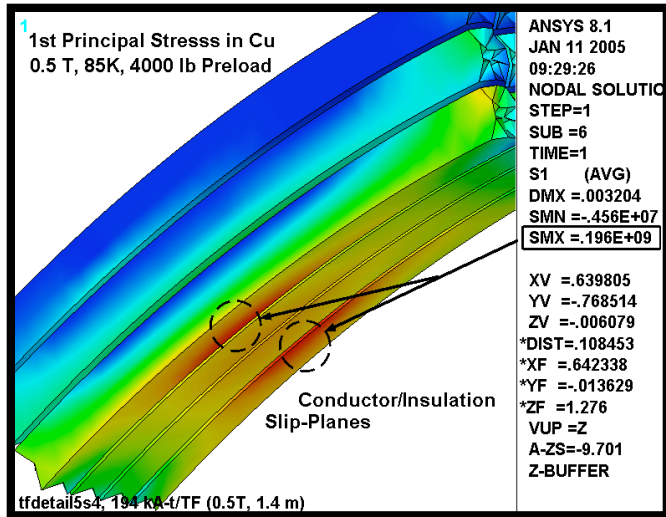 1
1st Principal Stresss in Cu
0.5 T, 85K, 4000 lb Preload
ANSYS 8.1
JAN 11 2005
09:29:26
NODAL SOLUTIO
STEP=1
SUB =6
TIME=1
S1 (AVG)
DMX =.003204
SMN =-.456E+07
SMX =.196E+09
XV =.639805
YV =-.768514
ZV =-.006079
*DIST=.108453
*XF =.642338
*YF =-.013629
*ZF =1.276
VUP =Z
A-ZS=-9.701
Z-BUFFER
Conductor/Insulation
Slip-Planes
tfdetail5s4, 194 kA-t/TF (0.5T, 1.4 m)